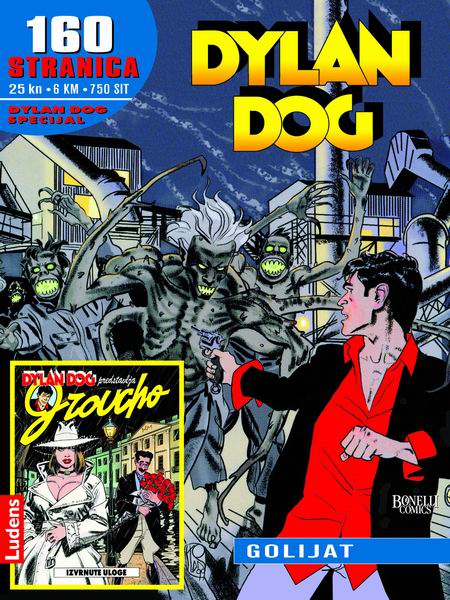 160
STRANICA
25 kn • 6 KM • 750 SIT
DYLAN DOG
SPECIJAL
DYLAN
DOG
DYLAN DOG predstavlja
Groucho
IZVRNUTE ULOGE
Ludens
BONELLI
COMICS
GOLIJAT